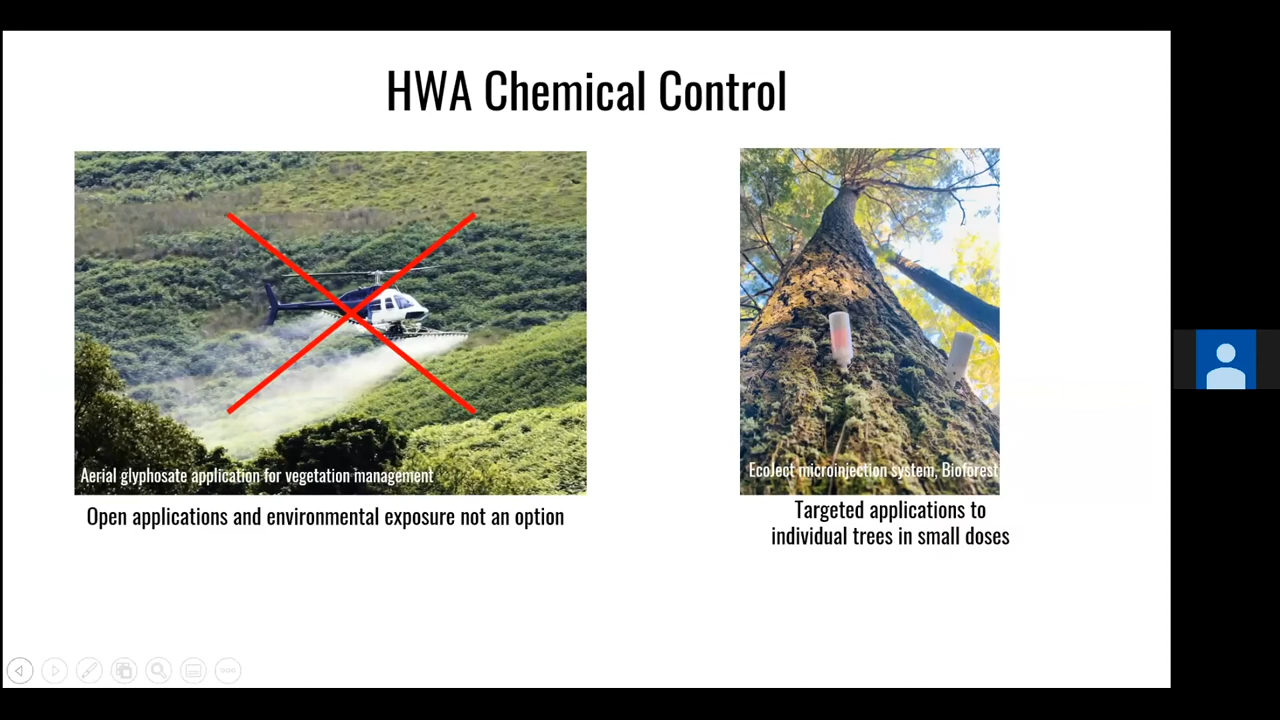 HWA Chemical Control
Aerial glyphosate application for vegetation management
Open applications and environmental exposure not an option
EcoJect microinjection system, Bioforest
Targeted applications to
individual trees in small doses